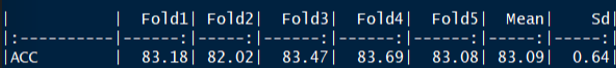 |            |  Fold1|  Fold2|  Fold3|  Fold4|  Fold5|   Mean|    Sd|
|:-----------|------:|------:|------:|------:|------:|------:|-----:|
|ACC         |  83.18|  82.02|  83.47|  83.69|  83.08|  83.09|  0.64|